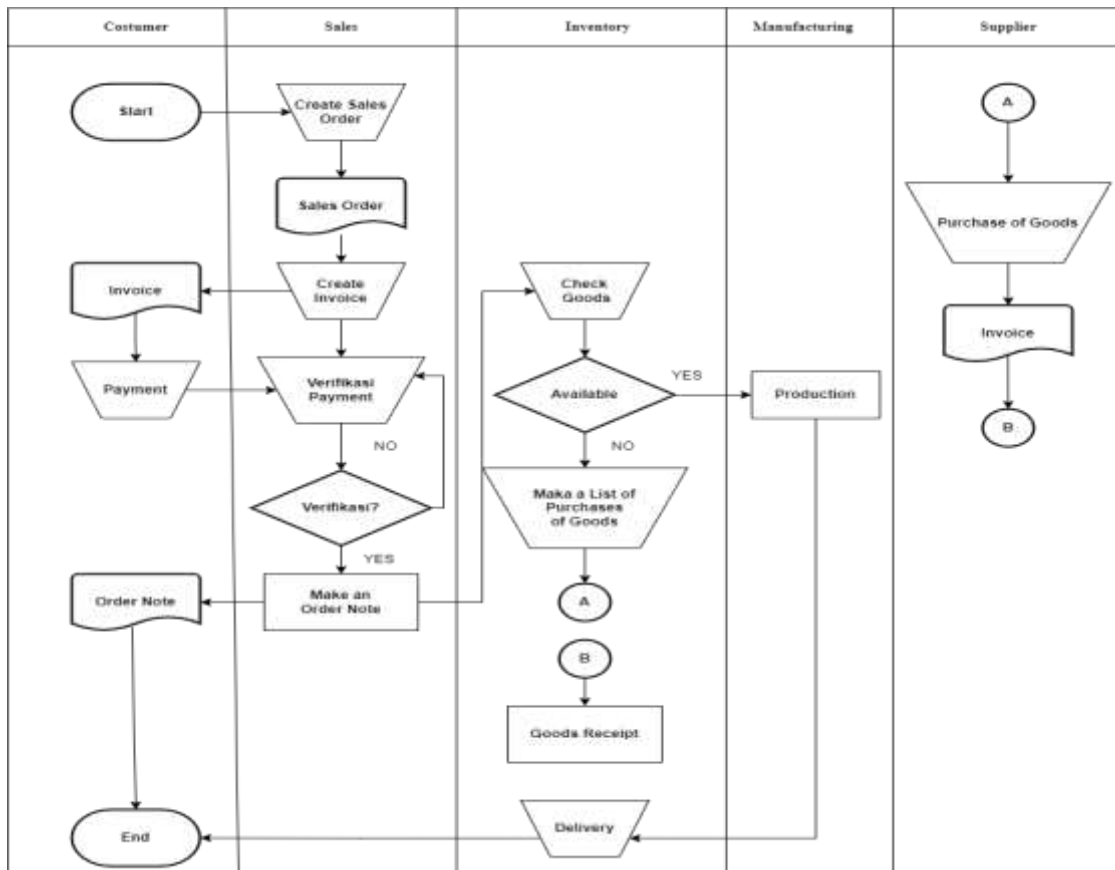 Costumer
Sales
Inventory
Manufacturing
Supplier
Start
Create Sales
Order
A
Sales Order
Purchase of Goods
Invoice
Create
Invoice
Check
Goods
Invoice
Payment
Verifikasi
Payment
Available
YES
Production
B
NO
NO
Verifikasi?
Maka a List of
Purchases
of Goods
YES
Order Note
Make an
Order Note
A
B
Goods Receipt
End
Delivery